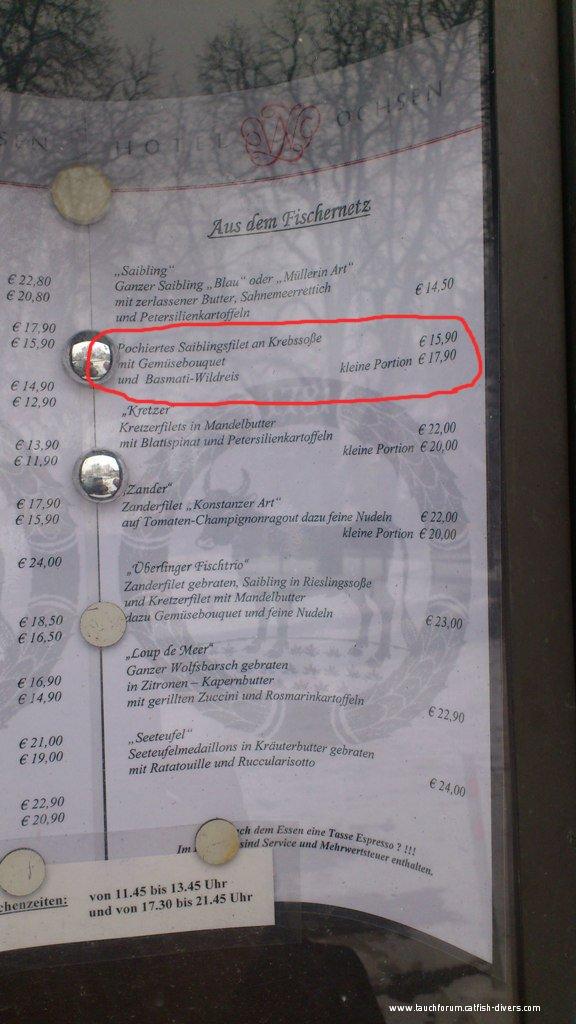 SEN
HOTEL OCHSEN
Aus dem Fischernetz
€ 22,80
€ 20,80
€ 17,90
€ 15,90
€ 14,90
€ 12,90
€ 13,90
€ 11,90
€ 17,90
€ 15,90
€ 24,00
€ 18,50
€ 16,50
€ 16,90
€ 14,90
€ 21,00
€ 19,00
€ 22,90
€ 20,90
„Saibling"
Ganzer Saibling „Blau" oder „Müllerin Art"
mit zerlassener Butter, Sahnemeerrettich € 14,50
und Petersilienkartoffeln
Pochiertes Saiblingsfilet an Krebssoße € 15,90
mit Gemüsebouquet kleine Portion € 17,90
und Basmati-Wildreis
„Kretzer"
Kretzerfilets in Mandelbutter € 22,00
mit Blattspinat und Petersilienkartoffeln kleine Portion € 20,00
„Zander"
Zanderfilet „Konstanzer Art"
auf Tomaten-Champignonragout dazu feine Nudeln € 22,00
kleine Portion € 20,00
„Überlinger Fischtrio"
Zanderfilet gebraten, Saibling in Rieslingssoße
und Kretzerfilet mit Mandelbutter
dazu Gemüsebouquet und feine Nudeln € 23,00
„Loup de Meer"
Ganzer Wolfsbarsch gebraten
in Zitronen – Kapernbutter
mit gerillten Zuccini und Rosmarinkartoffeln
€ 22,90
„Seeteufel"
Seeteufelmedaillons in Kräuterbutter gebraten
mit Ratatouille und Ruccularisotto
€ 24,00
ch dem Essen eine Tasse Espresso ? !!!
Im sind Service und Mehrwertsteuer enthalten.
chenzeiten: von 11.45 bis 13.45 Uhr
und von 17.30 bis 21.45 Uhr
www.tauchforum.catfish-divers.com